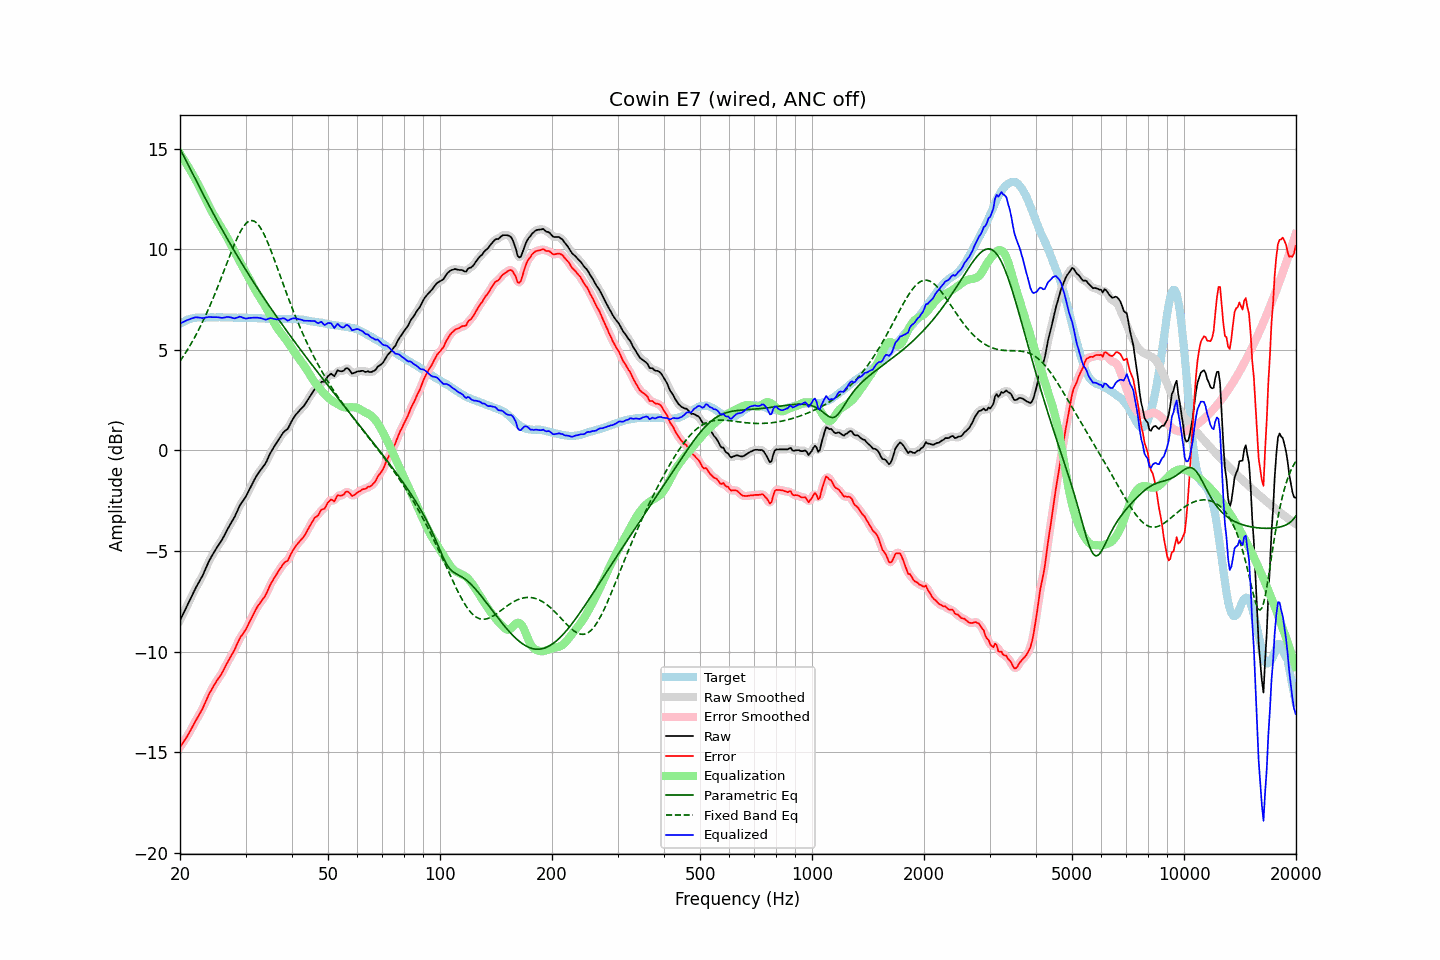 Cowin E7 (wired, ANC off)
Amplitude (dBr)
15
10
5
0
−5
−10
−15
−20
Target
Raw Smoothed
Error Smoothed
Raw
Error
Equalization
Parametric Eq
Fixed Band Eq
Equalized
20 50 100 200 500 1000 2000 5000 10000 20000
Frequency (Hz)